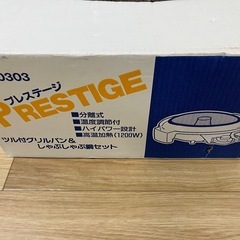 0303
プレステージ
PRESTIGE
■分離式
■温度調節付
■ハイパワー設計
■高温加熱(1200W)
ツル付グリルパン&
しゃぶしゃぶ鍋セット